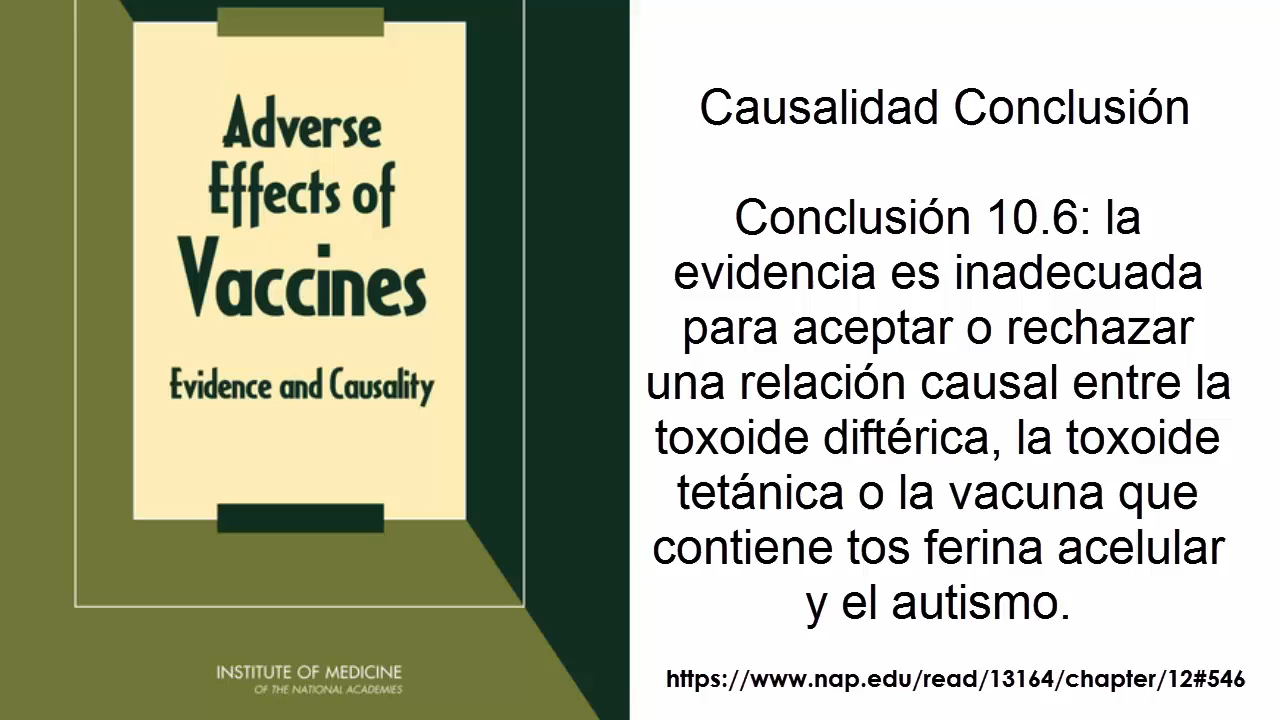 Adverse
Effects of
Vaccines
Evidence and Causality
INSTITUTE OF MEDICINE
OF THE NATIONAL ACADEMIES
Causalidad Conclusión
Conclusión 10.6: la
evidencia es inadecuada
para aceptar o rechazar
una relación causal entre la
toxoide diftérica, la toxoide
tetánica o la vacuna que
contiene tos ferina acelular
y el autismo.
https://www.nap.edu/read/13164/chapter/12#546